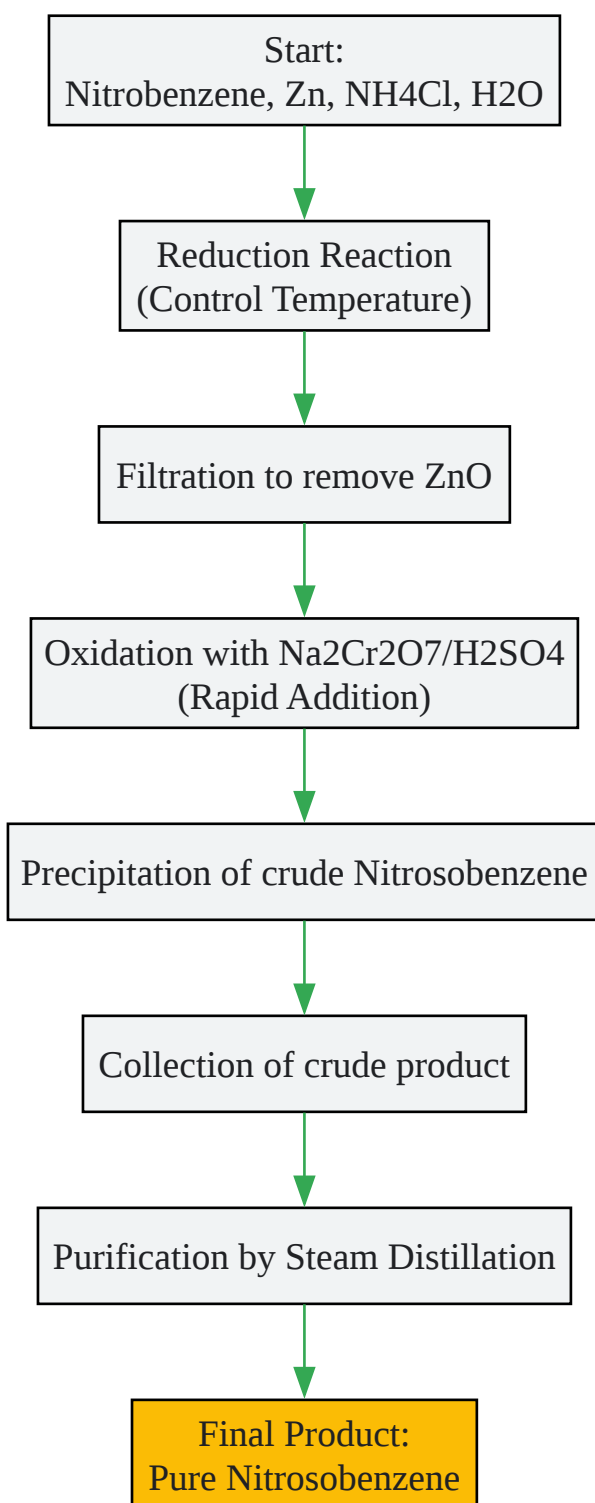 Start:
Nitrobenzene, Zn, NH4Cl, H2O
Reduction Reaction
(Control Temperature)
Filtration to remove ZnO
Oxidation with Na2Cr2O7/H2SO4
(Rapid Addition)
Precipitation of crude Nitrosobenzene
Collection of crude product
Purification by Steam Distillation
Final Product:
Pure Nitrosobenzene